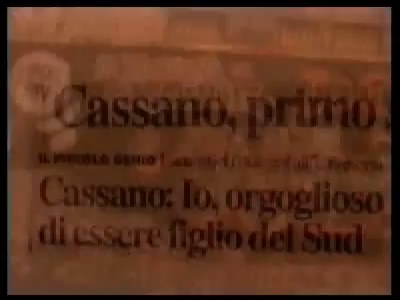 Cassano, primo
IL PICCOLO GENIO
Cassano: Io, orgoglioso
di essere figlio del Sud